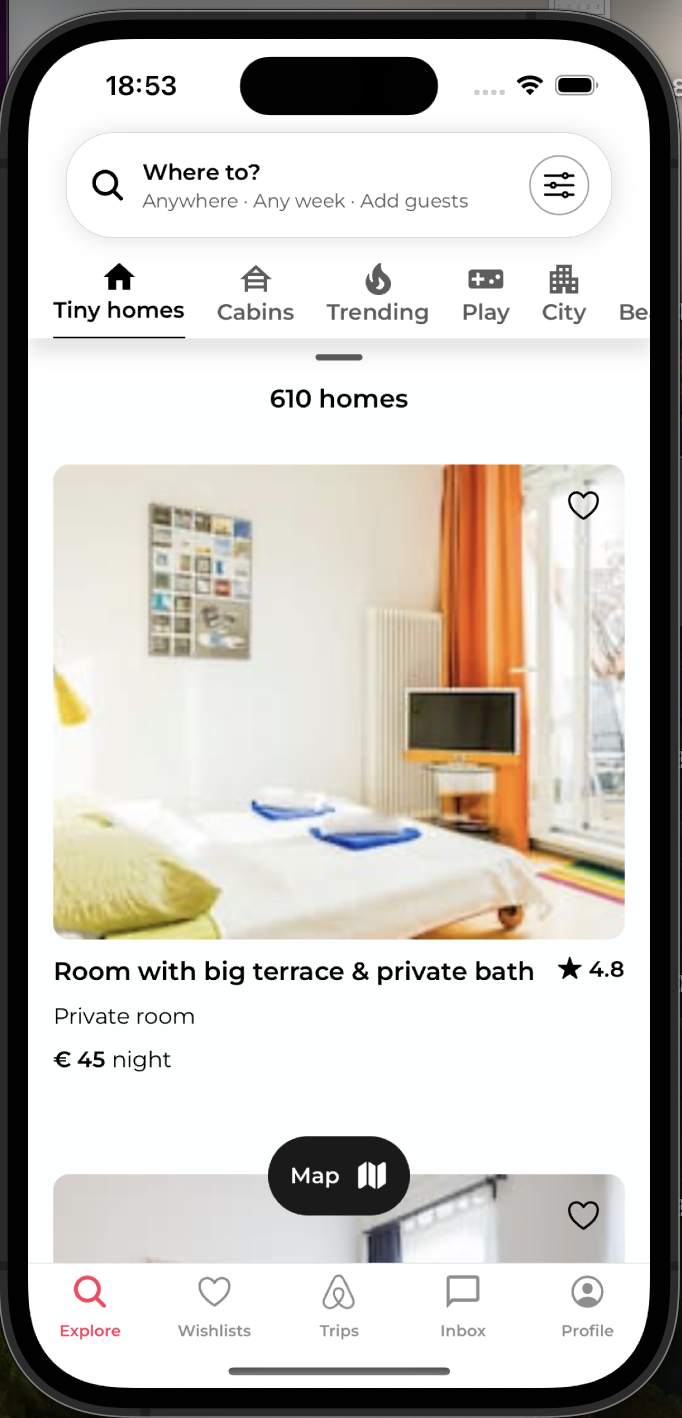 18:53
Where to?
Anywhere · Any week · Add guests
Tiny homes
Cabins
Trending
Play
City
610 homes
Room with big terrace & private bath
★ 4.8
Private room
€ 45 night
Map
Explore
Wishlists
Trips
Inbox
Profile